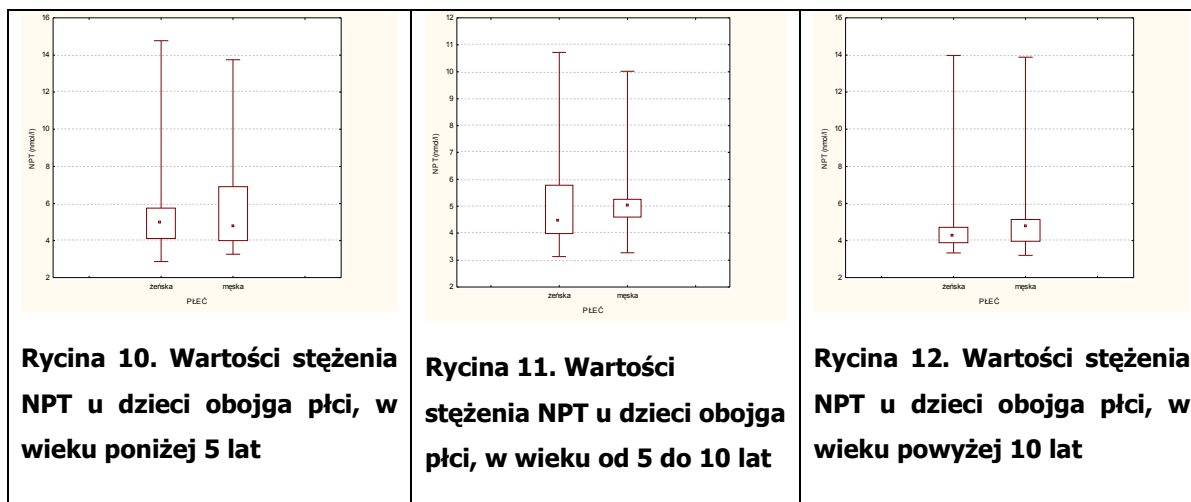 16
14
12
10
8
6
4
2
NPT (nmol/l)
żeńska męska
PŁEĆ
Rycina 10. Wartości stężenia
NPT u dzieci obojga płci, w
wieku poniżej 5 lat
12
11
10
9
8
7
6
5
4
3
2
NPT (nmol/l)
żeńska męska
PŁEĆ
Rycina 11. Wartości
stężenia NPT u dzieci obojga
płci, w wieku od 5 do 10 lat
16
14
12
10
8
6
4
2
NPT (nmol/l)
żeńska męska
PŁEĆ
Rycina 12. Wartości stężenia
NPT u dzieci obojga płci, w
wieku powyżej 10 lat